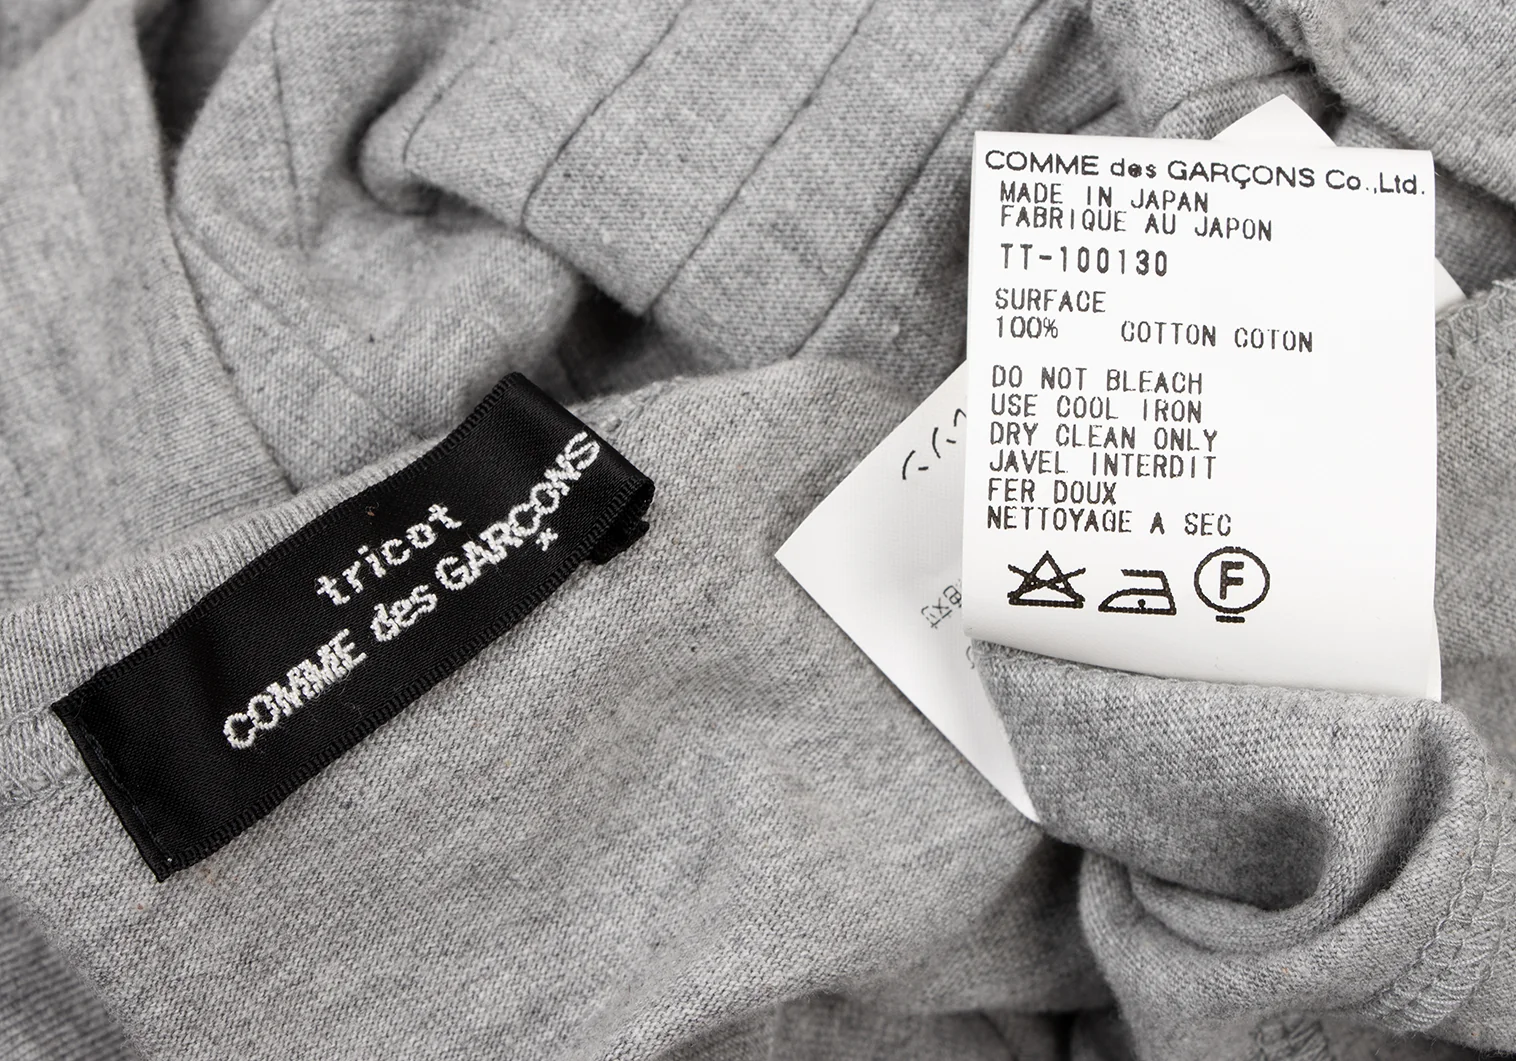 tricot
COMME des GARÇONS
COMME des GARÇONS Co.,Ltd.
MADE IN JAPAN
FABRIQUE AU JAPON
TT-100130
SURFACE
100% COTTON COTON
DO NOT BLEACH
USE COOL IRON
DRY CLEAN ONLY
JAVEL INTERDIT
FER DOUX
NETTOYAGE A SEC
F